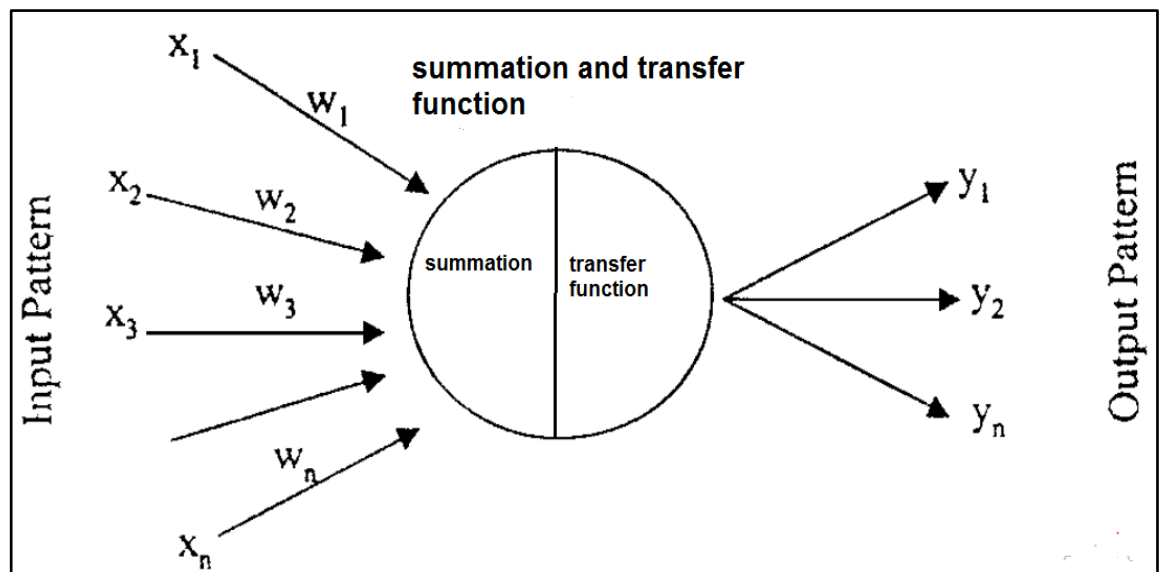 x₁
w₁
summation and transfer
function
x₂
w₂
x₃
w₃
wₙ
xₙ
Input Pattern
summation
transfer
function
y₁
y₂
yₙ
Output Pattern